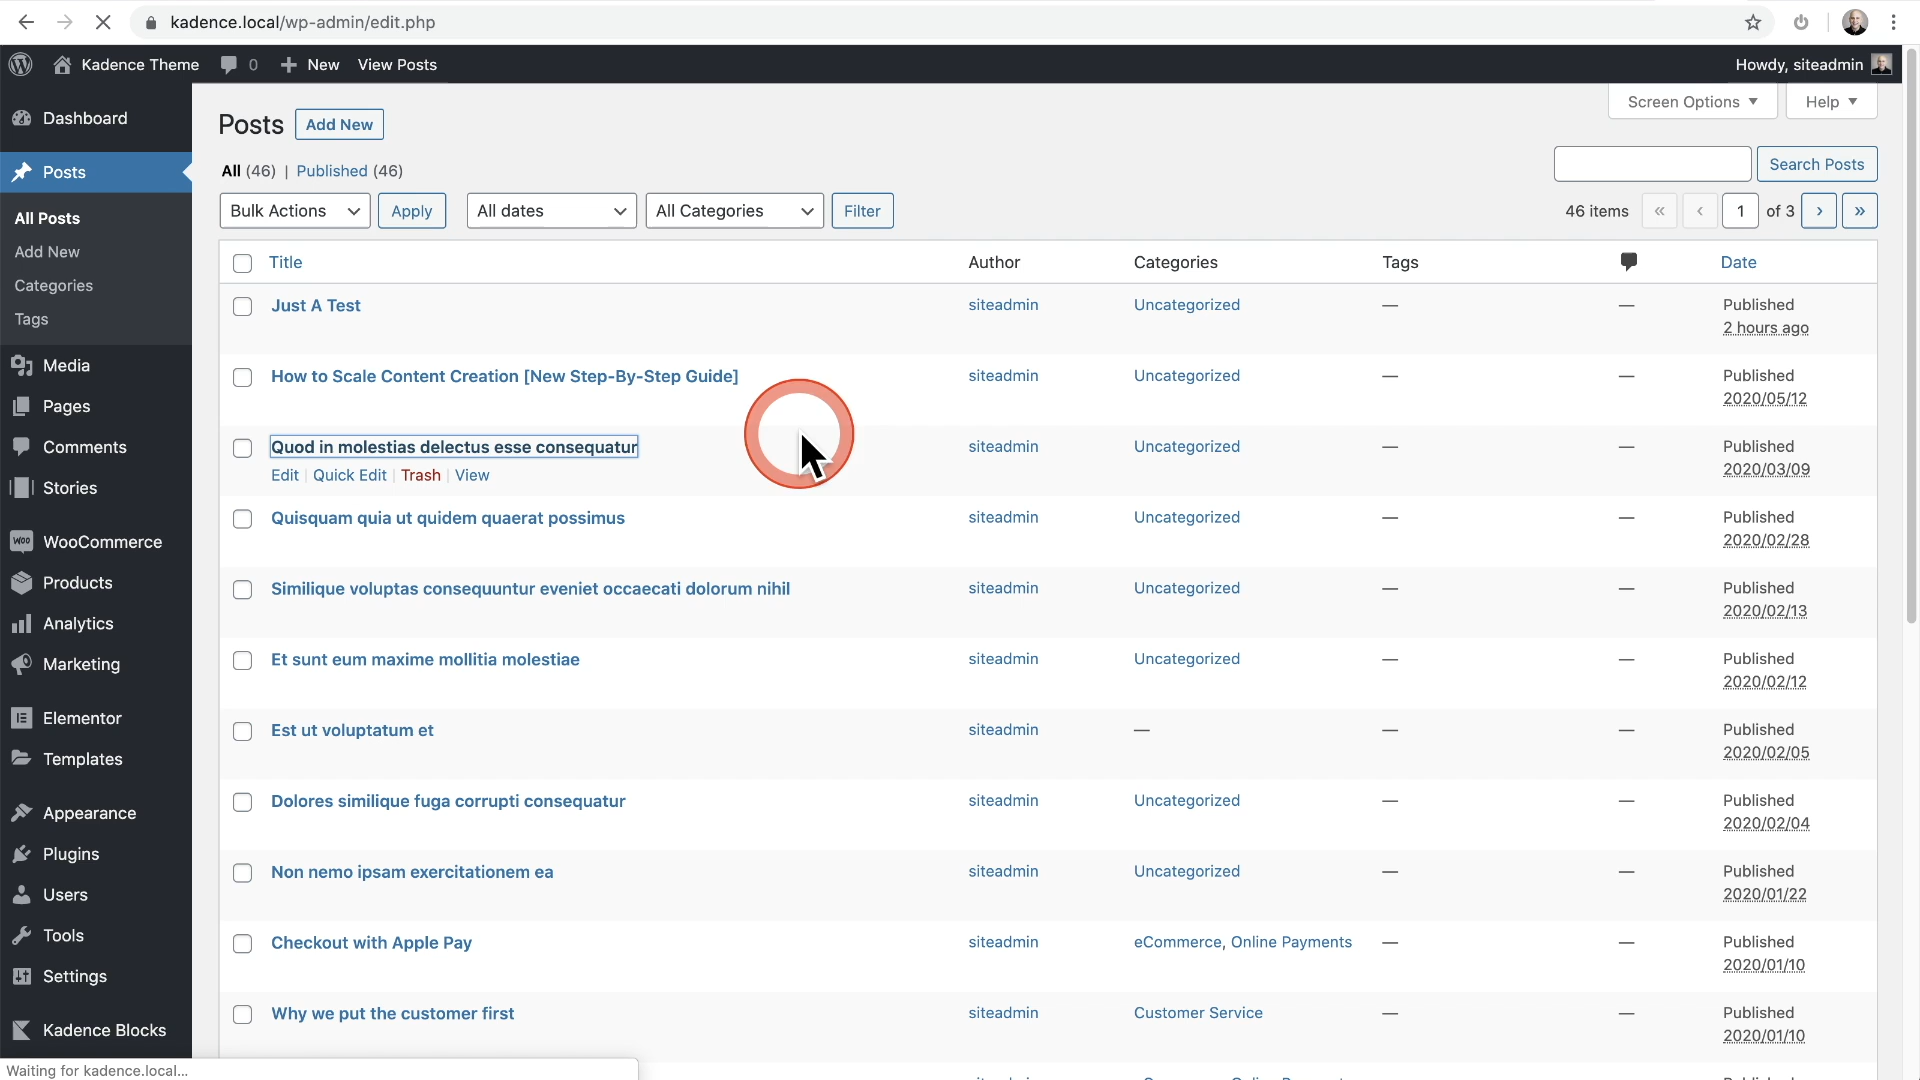 kadence.local/wp-admin/edit.php
Kadence Theme 0 New View Posts Howdy, siteadmin
Dashboard
Posts
All Posts
Add New
Categories
Tags
Media
Pages
Comments
Stories
WooCommerce
Products
Analytics
Marketing
Elementor
Templates
Appearance
Plugins
Users
Tools
Settings
Kadence Blocks
Screen Options Help
Posts Add New
All (46) | Published (46)
Search Posts
Bulk Actions Apply All dates All Categories Filter 46 items « ‹ 1 of 3 › »
Title Author Categories Tags Date
Just A Test siteadmin Uncategorized — — Published
2 hours ago
How to Scale Content Creation [New Step-By-Step Guide] siteadmin Uncategorized — — Published
2020/05/12
Quod in molestias delectus esse consequatur siteadmin Uncategorized — — Published
Edit | Quick Edit | Trash | View 2020/03/09
Quisquam quia ut quidem quaerat possimus siteadmin Uncategorized — — Published
2020/02/28
Similique voluptas consequuntur eveniet occaecati dolorum nihil siteadmin Uncategorized — — Published
2020/02/13
Et sunt eum maxime mollitia molestiae siteadmin Uncategorized — — Published
2020/02/12
Est ut voluptatum et siteadmin — — — Published
2020/02/05
Dolores similique fuga corrupti consequatur siteadmin Uncategorized — — Published
2020/02/04
Non nemo ipsam exercitationem ea siteadmin Uncategorized — — Published
2020/01/22
Checkout with Apple Pay siteadmin eCommerce, Online Payments — — Published
2020/01/10
Why we put the customer first siteadmin Customer Service — — Published
2020/01/10
Waiting for kadence.local...